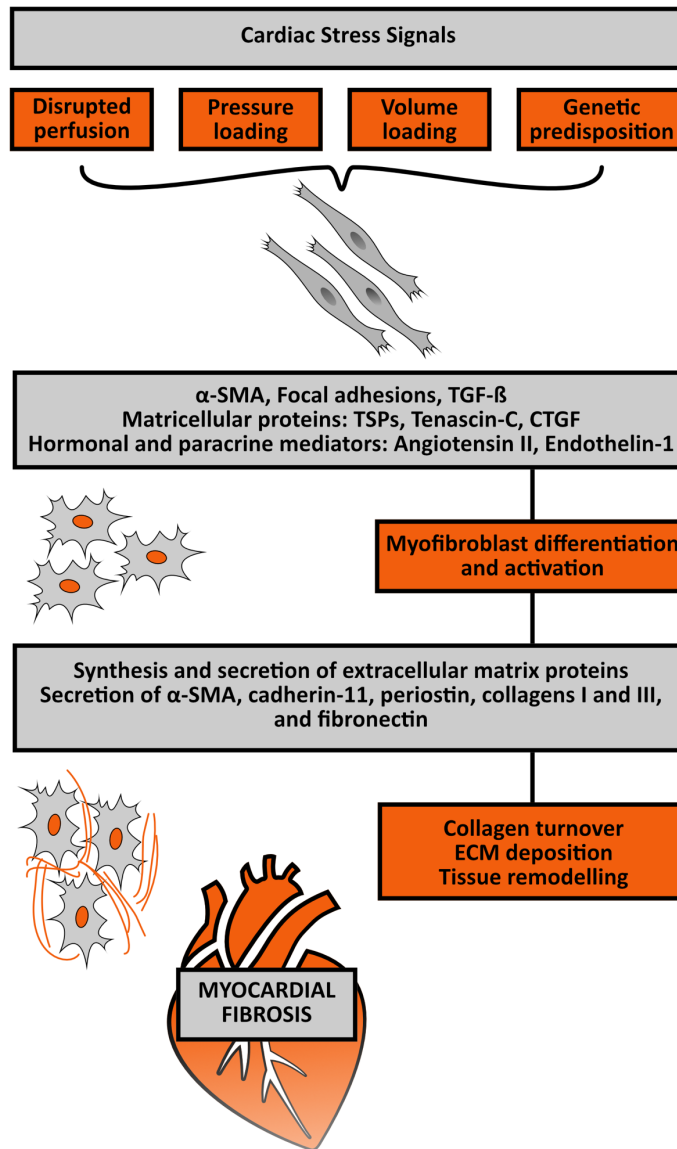 Cardiac Stress Signals
Disrupted
perfusion
Pressure
loading
Volume
loading
Genetic
predisposition
α-SMA, Focal adhesions, TGF-ß
Matricellular proteins: TSPs, Tenascin-C, CTGF
Hormonal and paracrine mediators: Angiotensin II, Endothelin-1
Myofibroblast differentiation
and activation
Synthesis and secretion of extracellular matrix proteins
Secretion of α-SMA, cadherin-11, periostin, collagens I and III,
and fibronectin
Collagen turnover
ECM deposition
Tissue remodelling
MYOCARDIAL
FIBROSIS